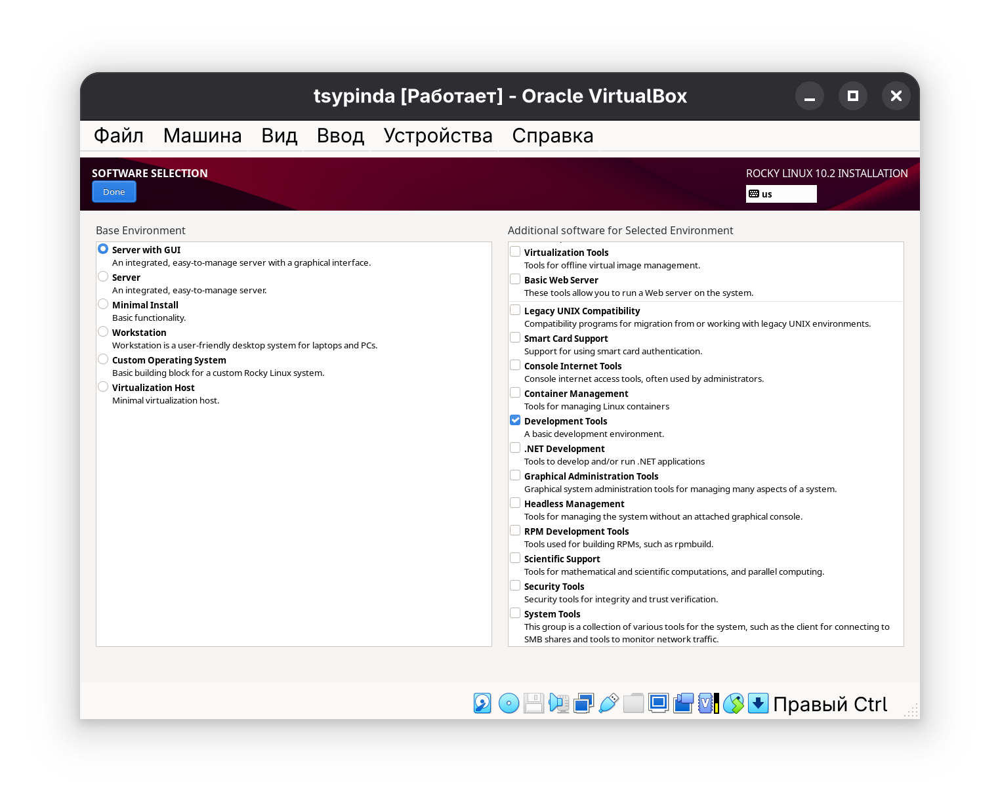 tsypinda [Работает] - Oracle VirtualBox
Файл Машина Вид Ввод Устройства Справка
SOFTWARE SELECTION
Done
ROCKY LINUX 10.2 INSTALLATION
us
Base Environment
Server with GUI
An integrated, easy-to-manage server with a graphical interface.
Server
An integrated, easy-to-manage server.
Minimal Install
Basic functionality.
Workstation
Workstation is a user-friendly desktop system for laptops and PCs.
Custom Operating System
Basic building block for a custom Rocky Linux system.
Virtualization Host
Minimal virtualization host.
Additional software for Selected Environment
Virtualization Tools
Tools for offline virtual image management.
Basic Web Server
These tools allow you to run a Web server on the system.
Legacy UNIX Compatibility
Compatibility programs for migration from or working with legacy UNIX environments.
Smart Card Support
Support for using smart card authentication.
Console Internet Tools
Console internet access tools, often used by administrators.
Container Management
Tools for managing Linux containers
Development Tools
A basic development environment.
.NET Development
Tools to develop and/or run .NET applications
Graphical Administration Tools
Graphical system administration tools for managing many aspects of a system.
Headless Management
Tools for managing the system without an attached graphical console.
RPM Development Tools
Tools used for building RPMs, such as rpmbuild.
Scientific Support
Tools for mathematical and scientific computations, and parallel computing.
Security Tools
Security tools for integrity and trust verification.
System Tools
This group is a collection of various tools for the system, such as the client for connecting to
SMB shares and tools to monitor network traffic.
Правый Ctrl